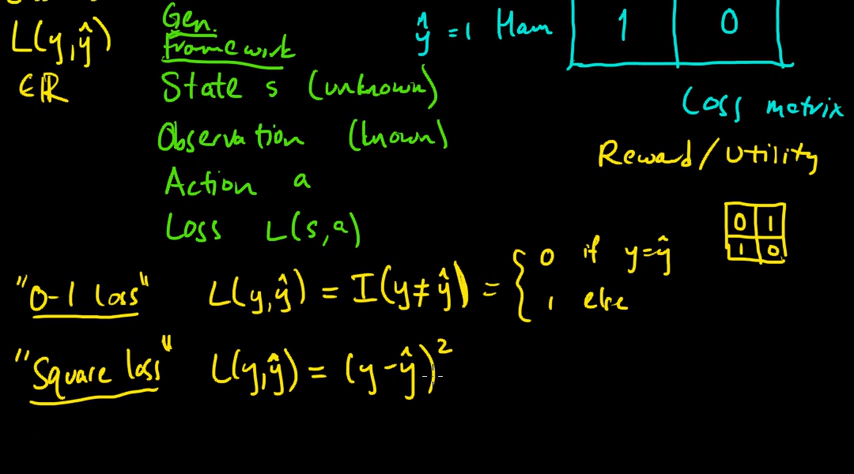 L(y,ŷ)
∈ℝ
Gen.
Framework
State s (unknown)
Observation (known)
Action a
Loss L(s,a)
ŷ =1 Ham 1 0
Loss matrix
Reward/Utility
0 1
1 0
"0-1 loss" L(y,ŷ) = I(y≠ŷ) = { 0 if y=ŷ
1 else
"Square loss" L(y,ŷ) = (y-ŷ)²